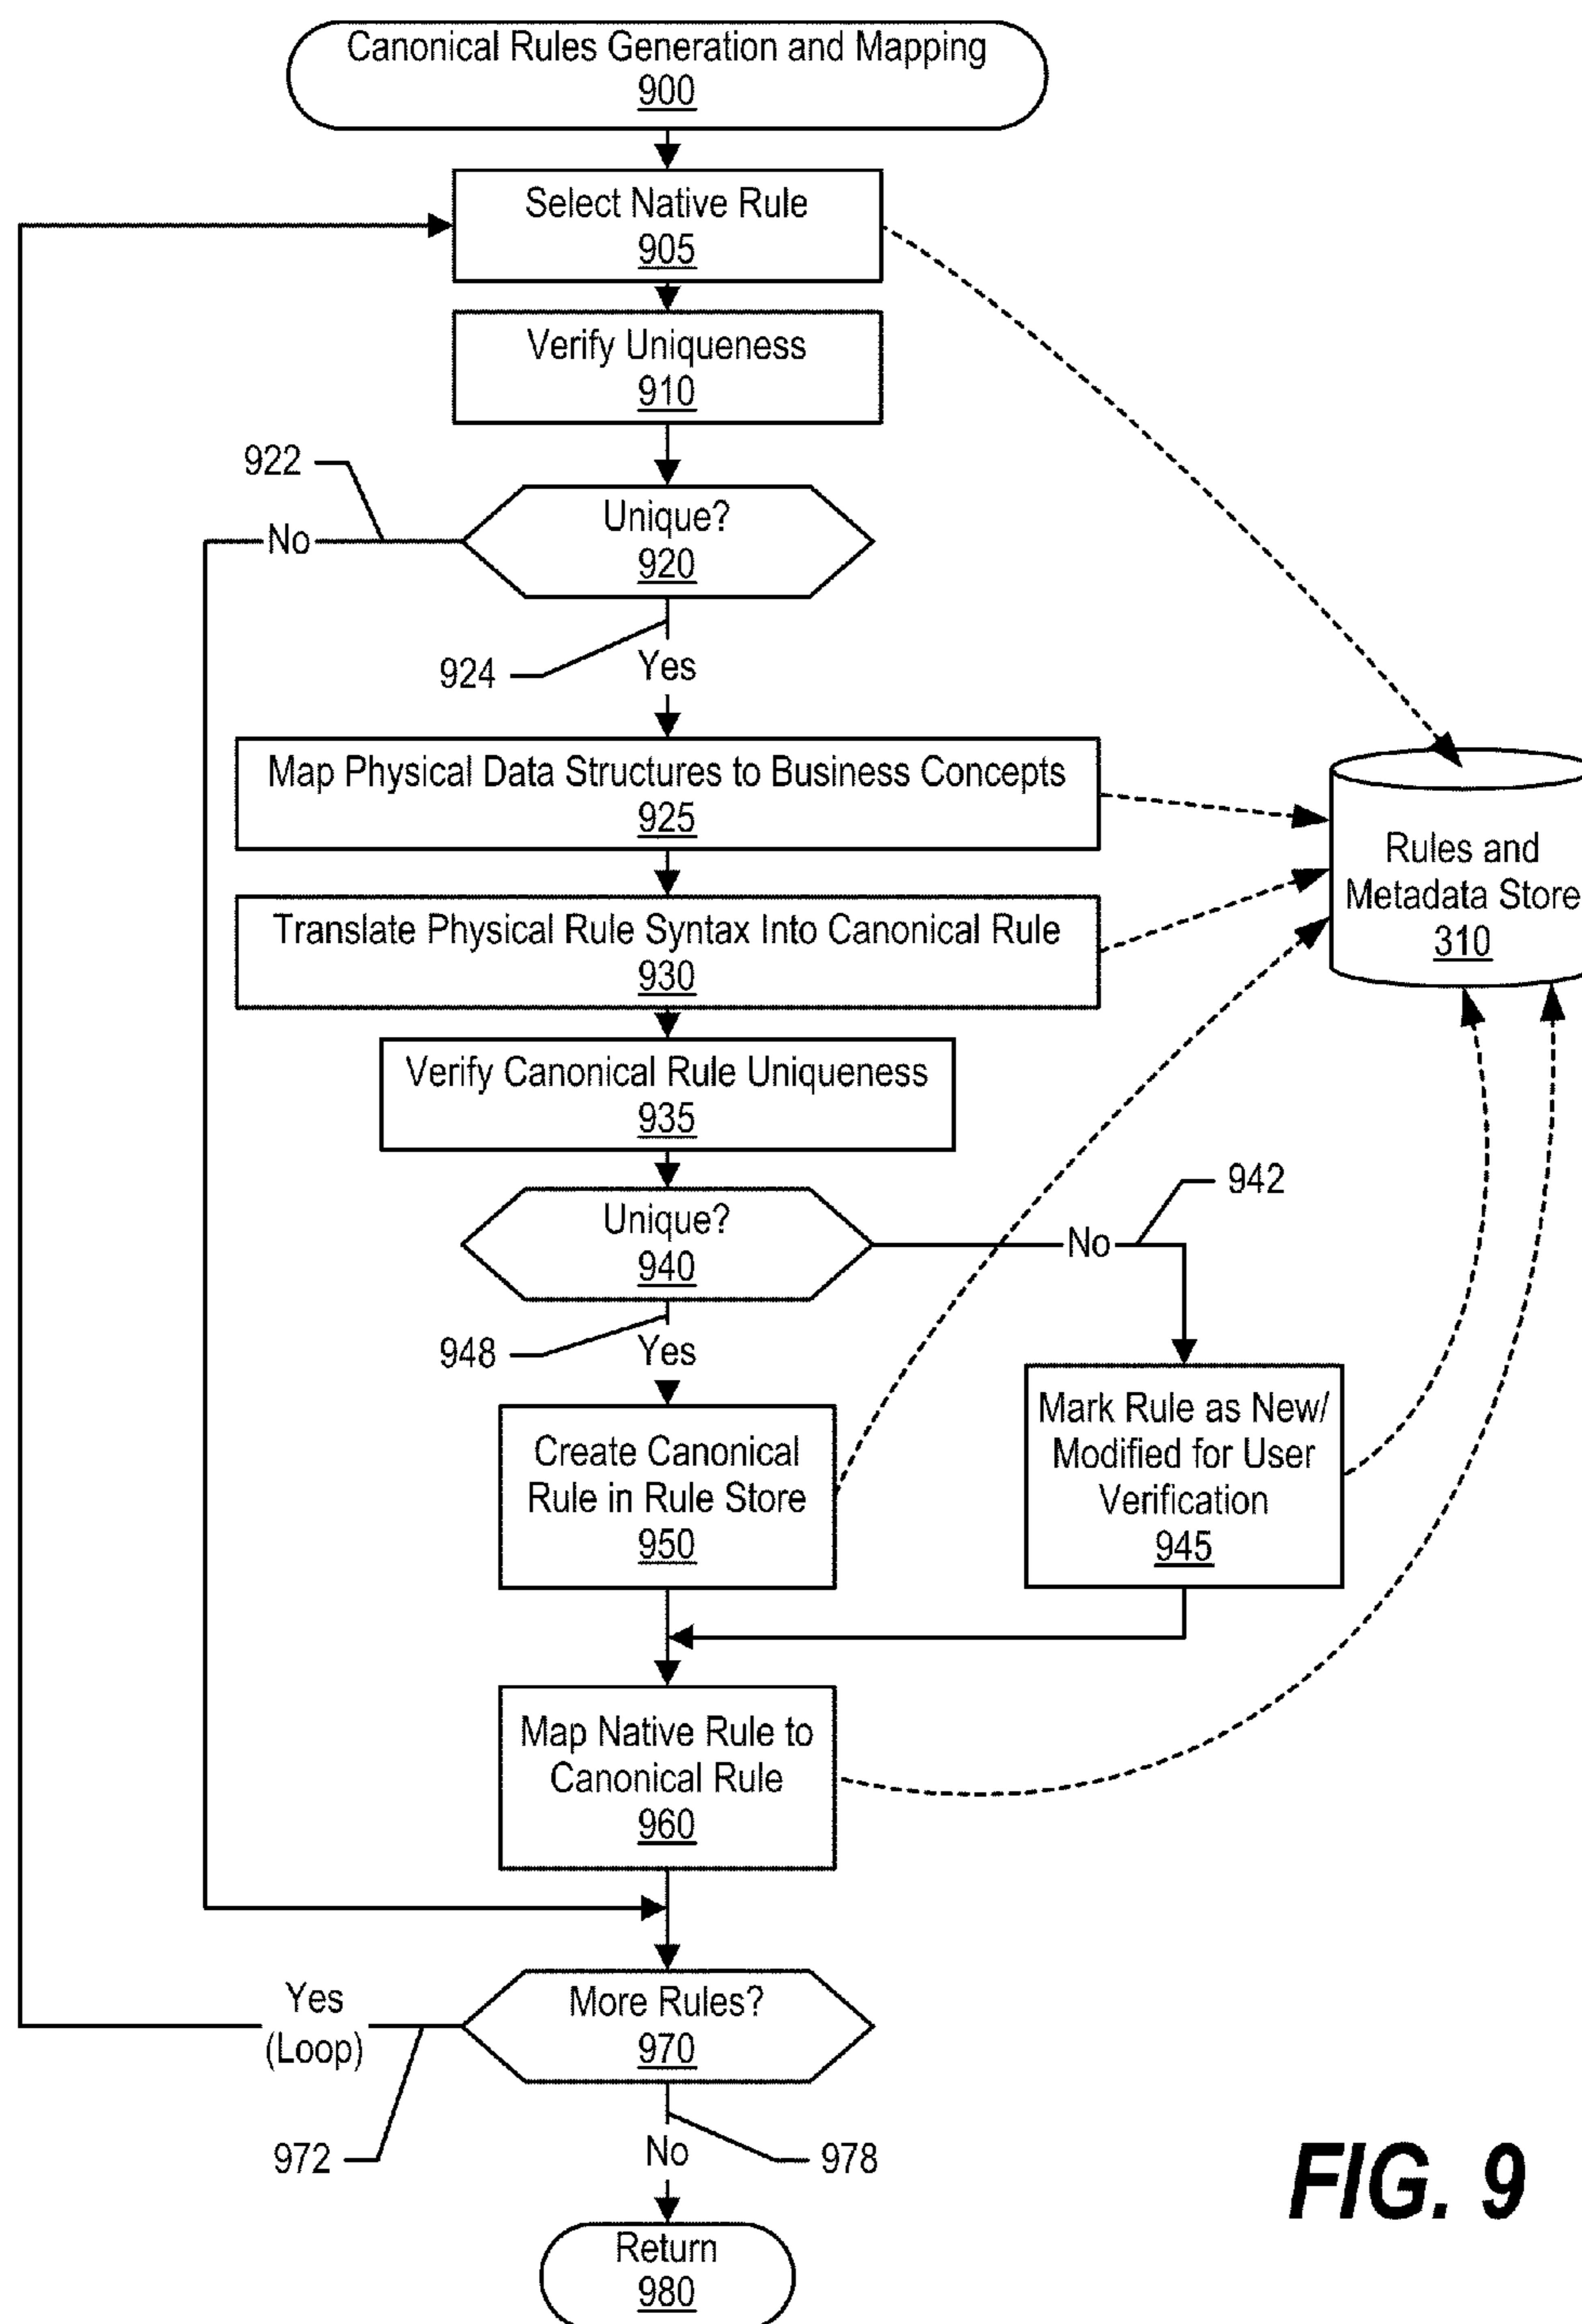 Canonical Rules Generation and Mapping
900
Select Native Rule
905
Verify Uniqueness
910
922
No
Unique?
920
924
Yes
Map Physical Data Structures to Business Concepts
925
Translate Physical Rule Syntax Into Canonical Rule
930
Rules and
Metadata Store
310
Verify Canonical Rule Uniqueness
935
Unique?
940
942
No
948
Yes
Create Canonical
Rule in Rule Store
950
Mark Rule as New/
Modified for User
Verification
945
Map Native Rule to
Canonical Rule
960
More Rules?
970
Yes
(Loop)
972
No
978
Return
980
FIG. 9